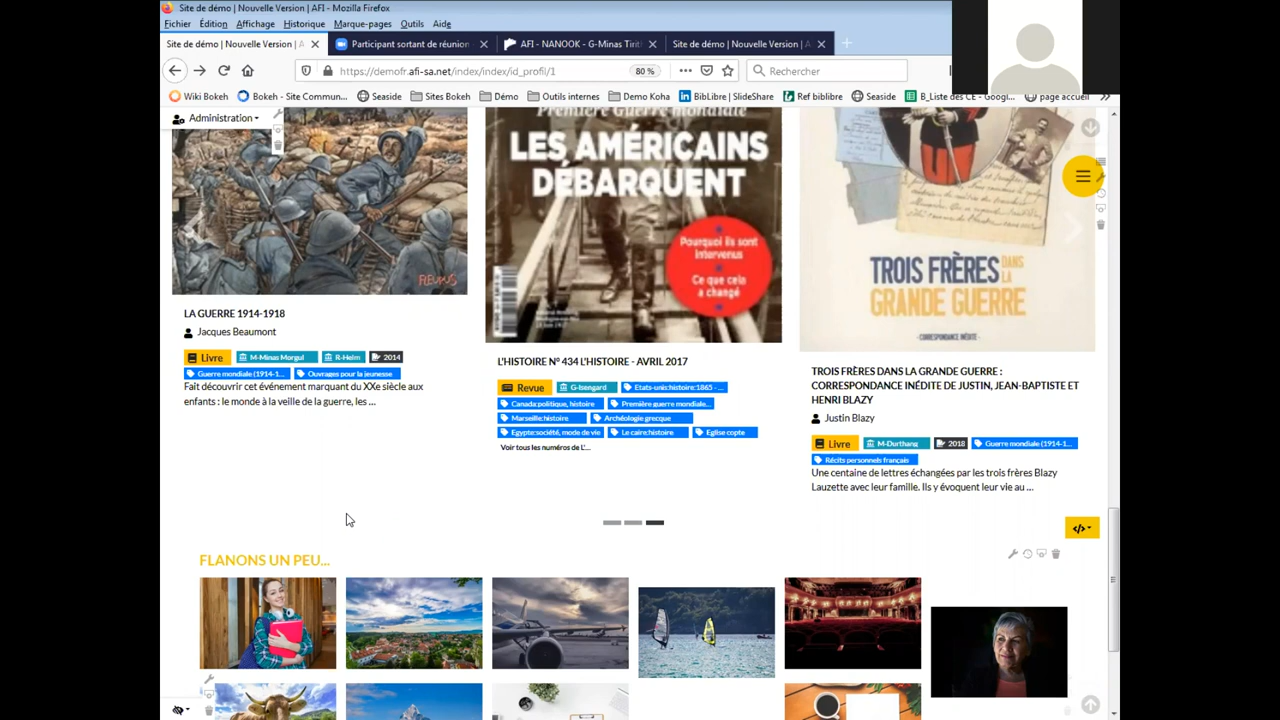 Site de démo | Nouvelle Version | AFI - Mozilla Firefox
Fichier Édition Affichage Historique Marque-pages Outils Aide
Site de démo | Nouvelle Version | A
Participant sortant de réunion
AFI - NANOOK - G-Minas Tirit
Site de démo | Nouvelle Version | A
https://demofr.afi-sa.net/index/index/id_profil/1
80 %
Rechercher
Wiki Bokeh
Bokeh - Site Commun...
Seaside
Sites Bokeh
Démo
Outils internes
Demo Koha
BibLibre | SlideShare
Ref biblibre
Seaside
B_Liste des CE - Googl...
page accueil
Administration
Première Guerre mondiale
LES AMÉRICAINS
DÉBARQUENT
Pourquoi ils sont
intervenus
Ce que cela
a changé
FLEURUS
TROIS FRÈRES DANS
LA
GRANDE GUERRE
- CORRESPONDANCE INÉDITE -
LA GUERRE 1914-1918
Jacques Beaumont
Livre
M-Minas Morgul
R-Helm
2014
Guerre mondiale (1914-1...
Ouvrages pour la jeunesse
Fait découvrir cet événement marquant du XXe siècle aux
enfants : le monde à la veille de la guerre, les ...
L'HISTOIRE N° 434 L'HISTOIRE - AVRIL 2017
Revue
G-Isengard
Etats-unis:histoire:1865 - ...
Canada:politique, histoire
Première guerre mondiale...
Marseille:histoire
Archéologie grecque
Egypte:société, mode de vie
Le caire:histoire
Eglise copte
Voir tous les numéros de L'...
TROIS FRÈRES DANS LA GRANDE GUERRE :
CORRESPONDANCE INÉDITE DE JUSTIN, JEAN-BAPTISTE ET
HENRI BLAZY
Justin Blazy
Livre
M-Durthang
2018
Guerre mondiale (1914-1...
Récits personnels français
Une centaine de lettres échangées par les trois frères Blazy
Lauzette avec leur famille. Ils y évoquent leur vie au ...
</>
FLANONS UN PEU...